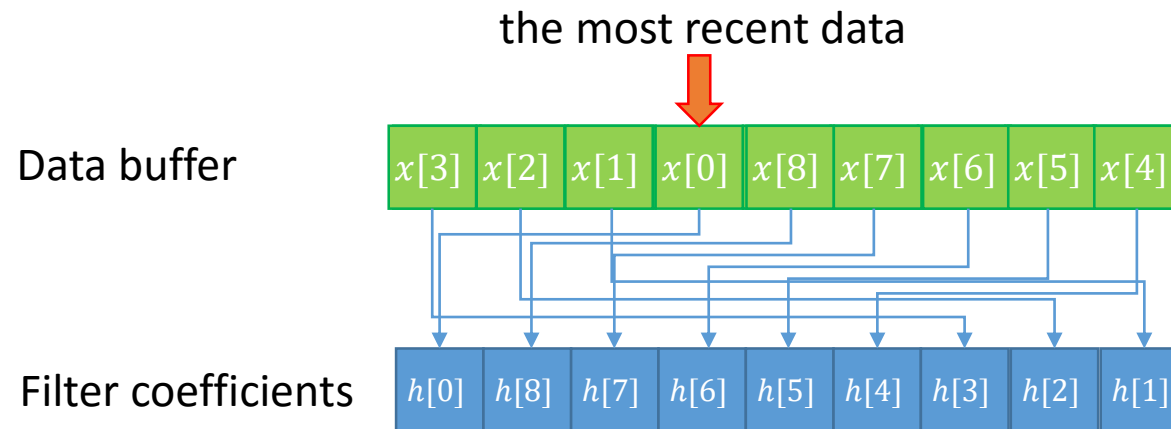 the most recent data
Data buffer
x[3] x[2] x[1] x[0] x[8] x[7] x[6] x[5] x[4]
Filter coefficients
h[0] h[8] h[7] h[6] h[5] h[4] h[3] h[2] h[1]